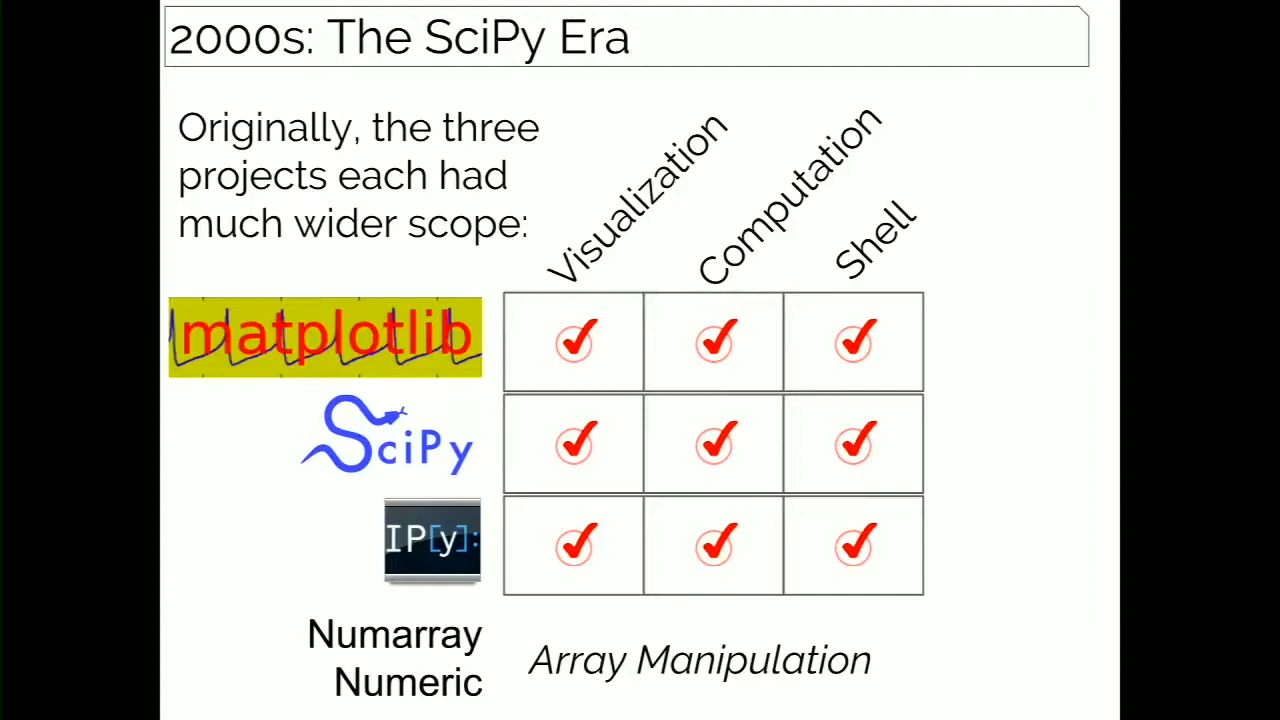 2000s: The SciPy Era
Originally, the three
projects each had
much wider scope:
Visualization
Computation
Shell
matplotlib
SciPy
IP[y]:
Numarray
Numeric
Array Manipulation